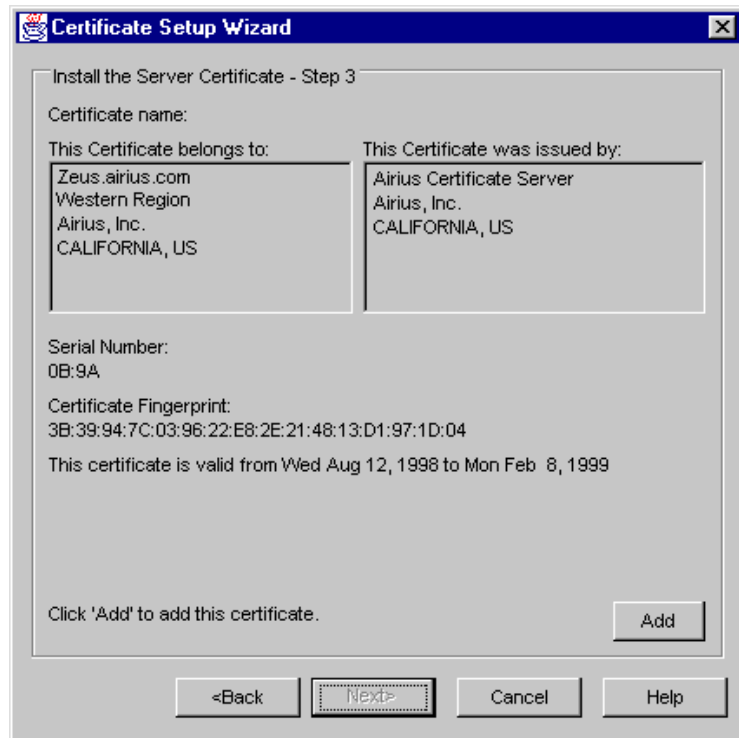 Certificate Setup Wizard
Install the Server Certificate - Step 3
Certificate name:
This Certificate belongs to:
Zeus.airius.com
Western Region
Airius, Inc.
CALIFORNIA, US
This Certificate was issued by:
Airius Certificate Server
Airius, Inc.
CALIFORNIA, US
Serial Number:
0B:9A
Certificate Fingerprint:
3B:39:94:7C:03:96:22:E8:2E:21:48:13:D1:97:1D:04
This certificate is valid from Wed Aug 12, 1998 to Mon Feb  8, 1999
Click 'Add' to add this certificate.
Add
<Back
Next>
Cancel
Help